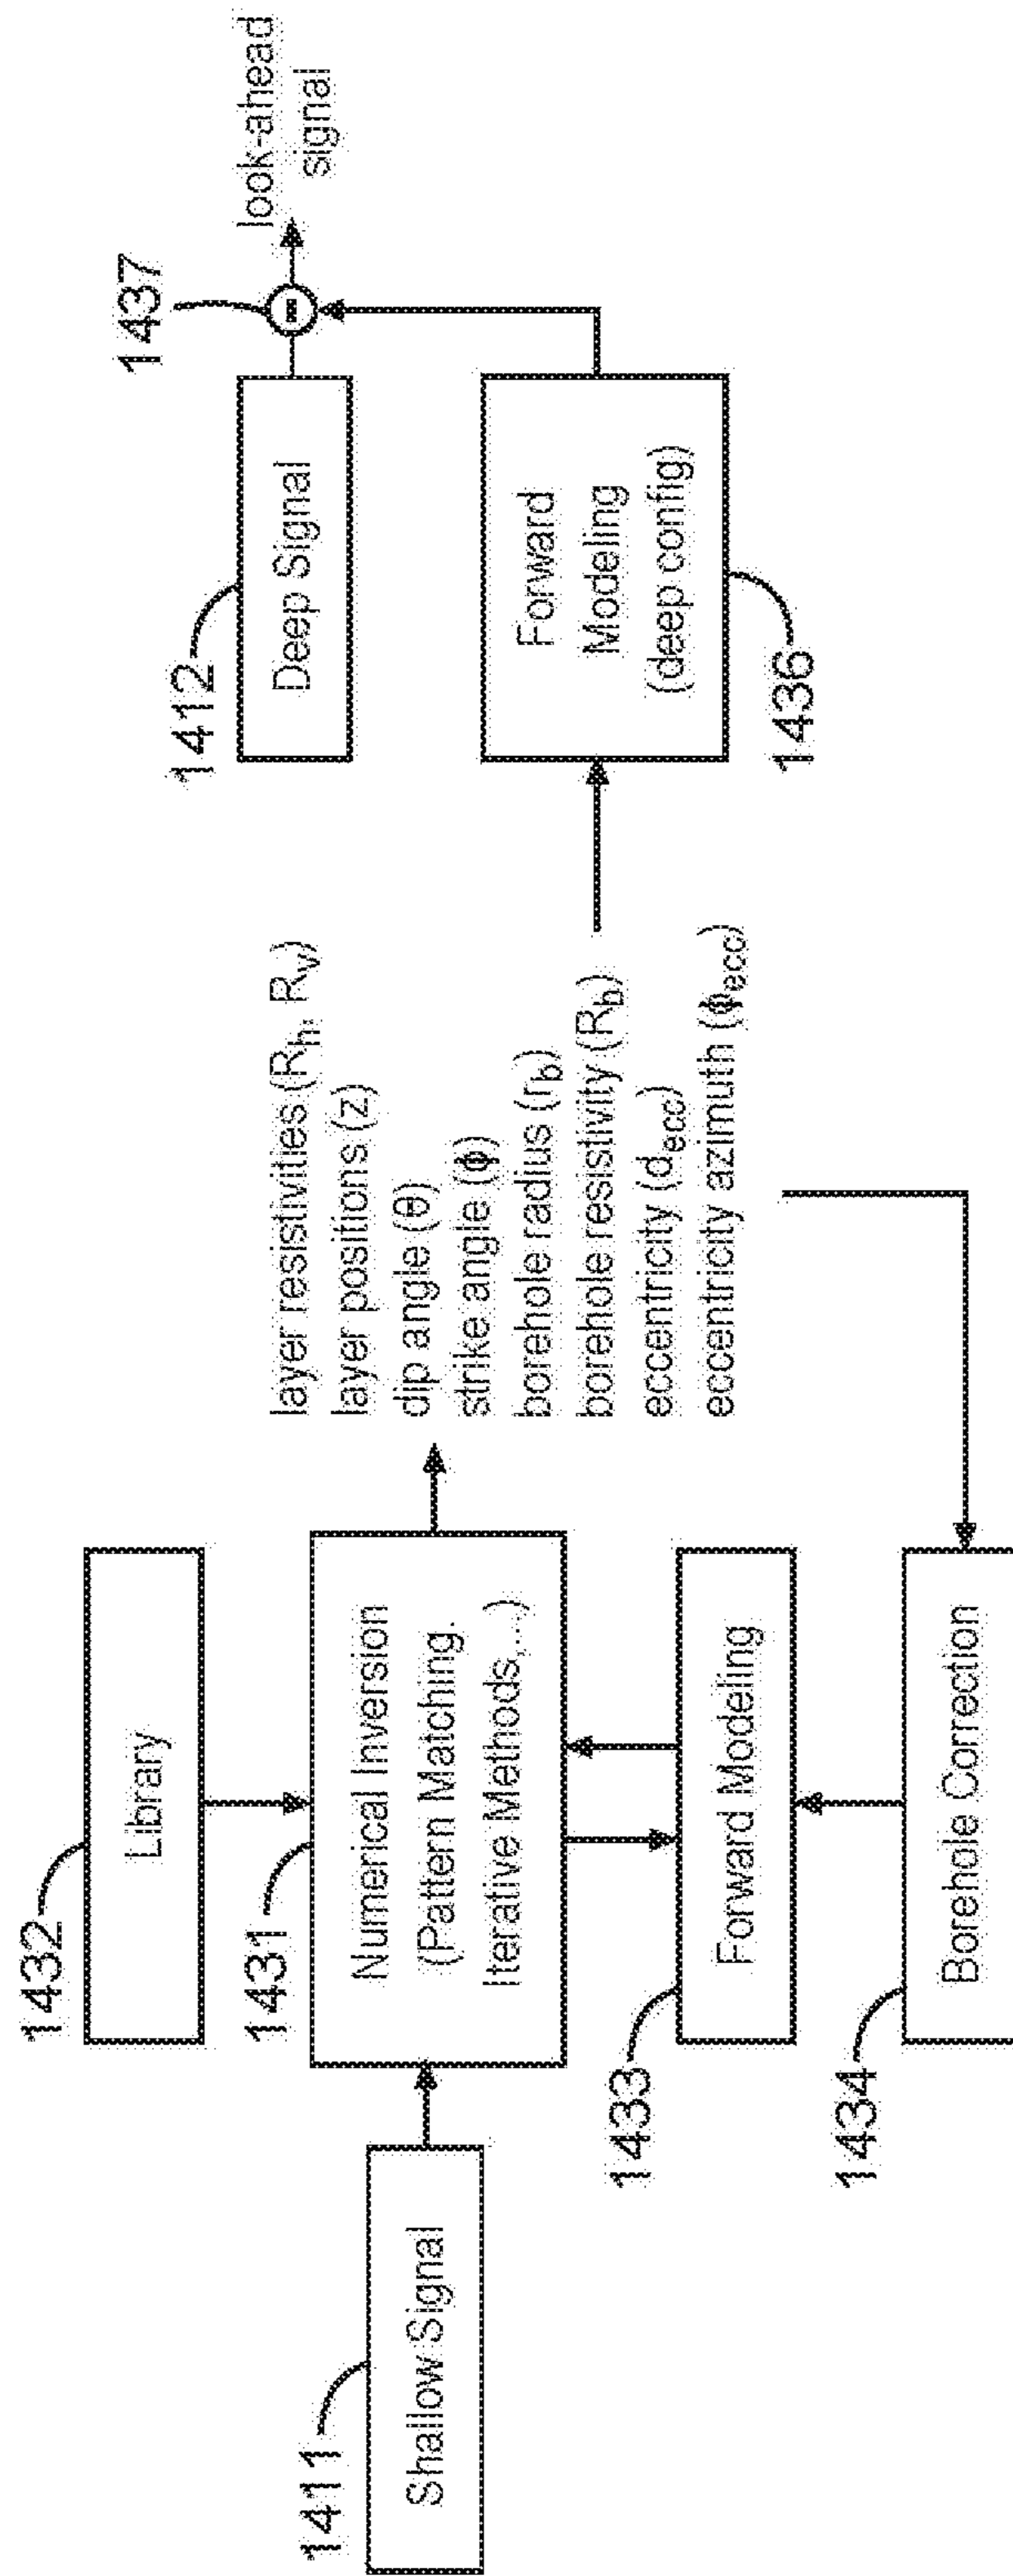 1432
Library
1431
Numerical Inversion
(Pattern Matching.
Iterative Methods,...)
1411
Shallow Signal
1433
Forward Modeling
1434
Borehole Correction
layer resistivities (Rh, Rv)
layer positions (z)
dip angle (θ)
strike angle (ϕ)
borehole radius (rb)
borehole resistivity (Rb)
eccentricity (decc)
eccentricity azimuth (ϕecc)
1412
Deep Signal
1437
-
look-ahead
signal
Forward
Modeling
(deep config)
1436